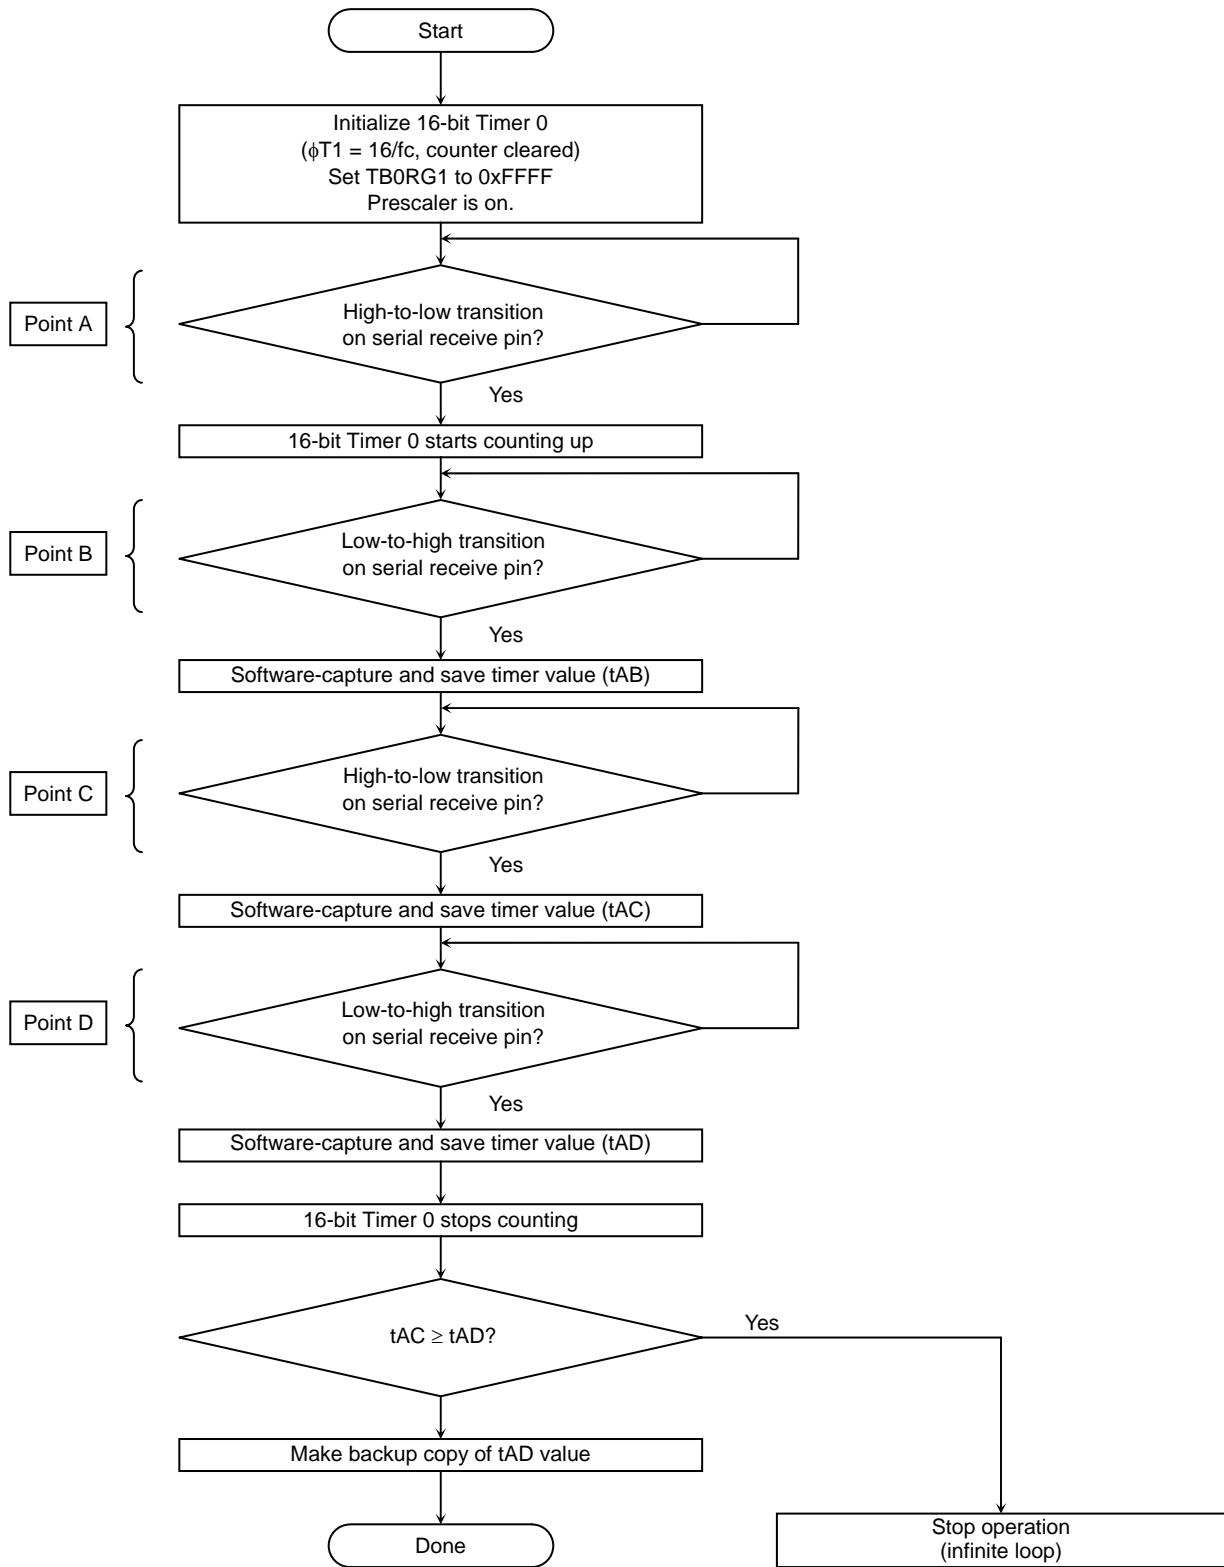 Start
Initialize 16-bit Timer 0
(ϕT1 = 16/fc, counter cleared)
Set TB0RG1 to 0xFFFF
Prescaler is on.
Point A
High-to-low transition
on serial receive pin?
Yes
16-bit Timer 0 starts counting up
Point B
Low-to-high transition
on serial receive pin?
Yes
Software-capture and save timer value (tAB)
Point C
High-to-low transition
on serial receive pin?
Yes
Software-capture and save timer value (tAC)
Point D
Low-to-high transition
on serial receive pin?
Yes
Software-capture and save timer value (tAD)
16-bit Timer 0 stops counting
tAC ≥ tAD?
Yes
Make backup copy of tAD value
Done
Stop operation
(infinite loop)